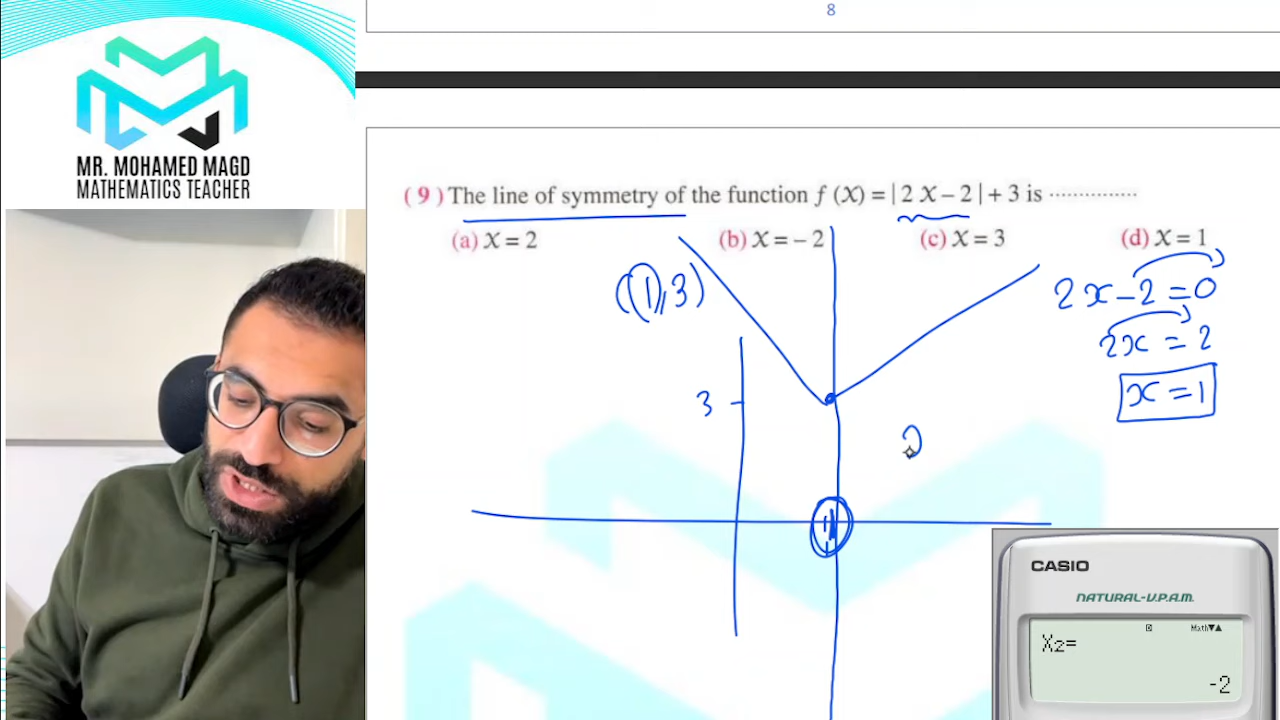 8
MR. MOHAMED MAGD
MATHEMATICS TEACHER
( 9 ) The line of symmetry of the function f (X) = | 2 X – 2 | + 3 is ..............
(a) X = 2
(b) X = – 2
(c) X = 3
(d) X = 1
(1, 3)
2x – 2 = 0
2x = 2
x = 1
3
2
1
CASIO
NATURAL-V.P.A.M.
Math▼▲
X2=
-2